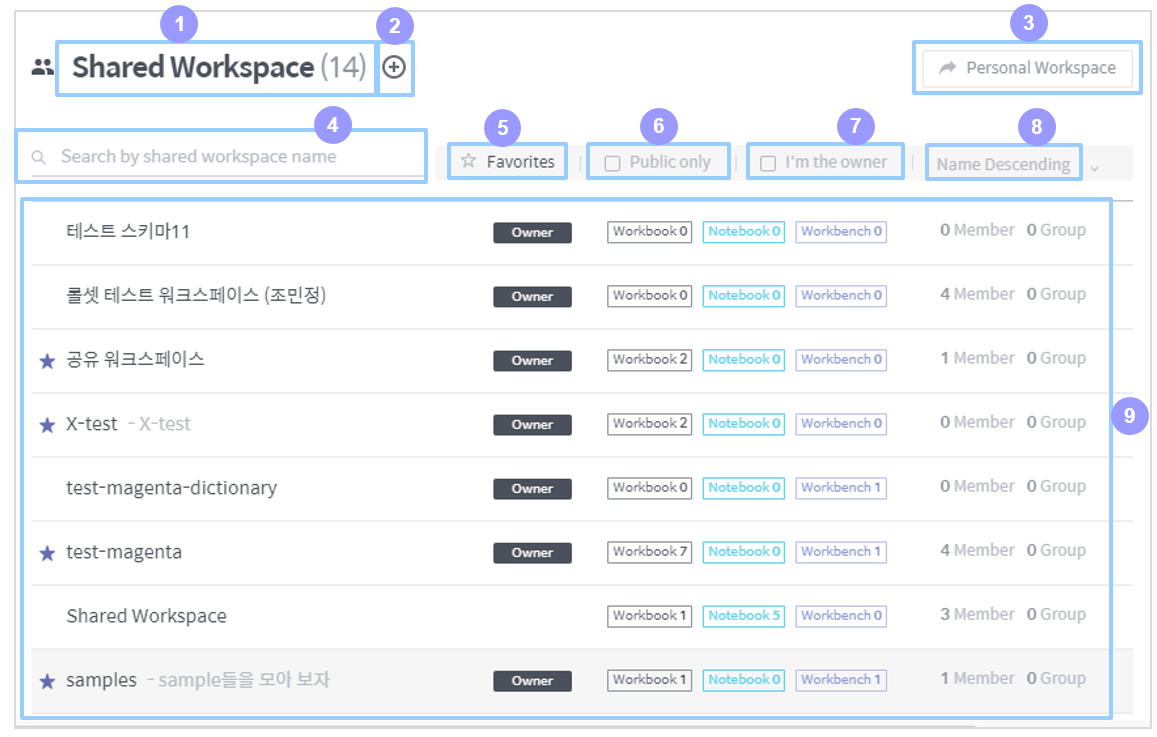 1 2 3
Shared Workspace (14) Personal Workspace
4 5 6 7 8
Search by shared workspace name Favorites Public only I'm the owner Name Descending
테스트 스키마11 Owner Workbook 0 Notebook 0 Workbench 0 0 Member 0 Group
롤셋 테스트 워크스페이스 (조민정) Owner Workbook 0 Notebook 0 Workbench 0 4 Member 0 Group
공유 워크스페이스 Owner Workbook 2 Notebook 0 Workbench 0 1 Member 0 Group
9
X-test - X-test Owner Workbook 2 Notebook 0 Workbench 0 0 Member 0 Group
test-magenta-dictionary Owner Workbook 0 Notebook 0 Workbench 1 0 Member 0 Group
test-magenta Owner Workbook 7 Notebook 0 Workbench 1 4 Member 0 Group
Shared Workspace Workbook 1 Notebook 5 Workbench 0 3 Member 0 Group
samples - sample들을 모아 보자 Owner Workbook 1 Notebook 0 Workbench 1 1 Member 0 Group